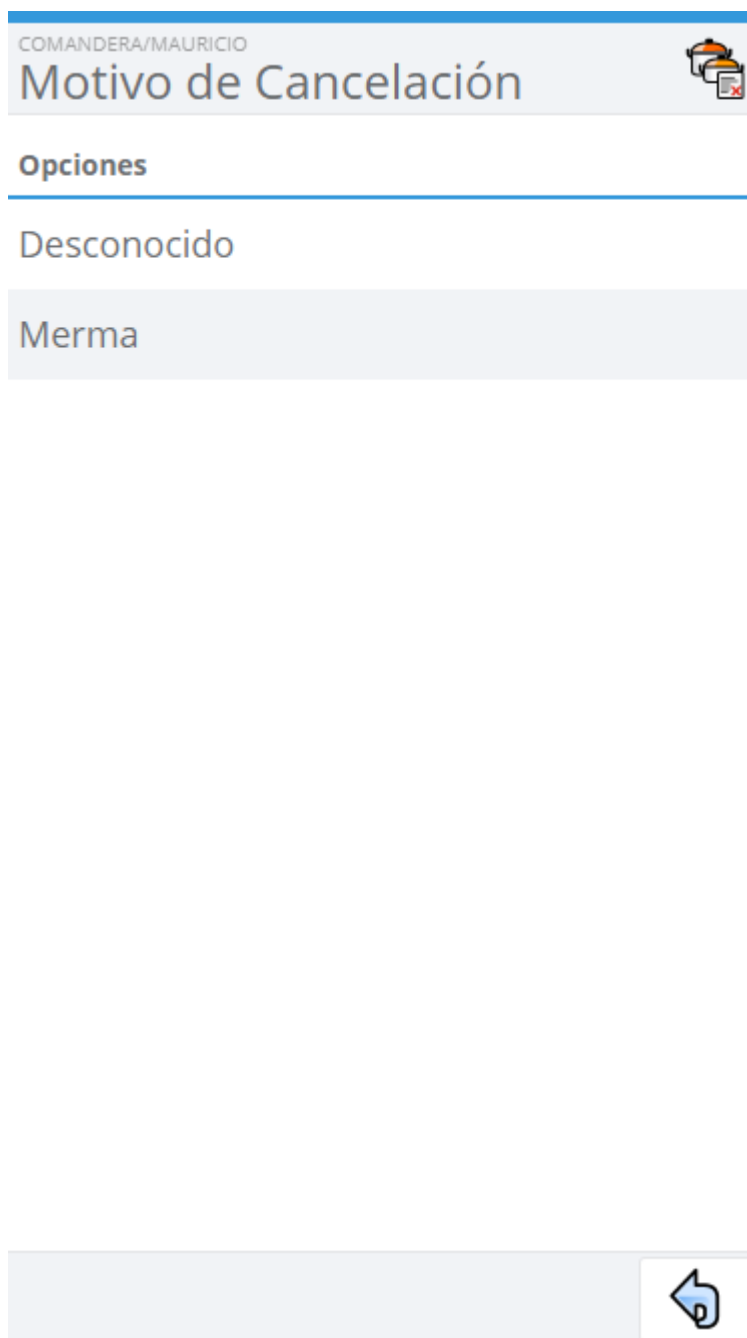 COMANDERA/MAURICIO
Motivo de Cancelación
Opciones
Desconocido
Merma